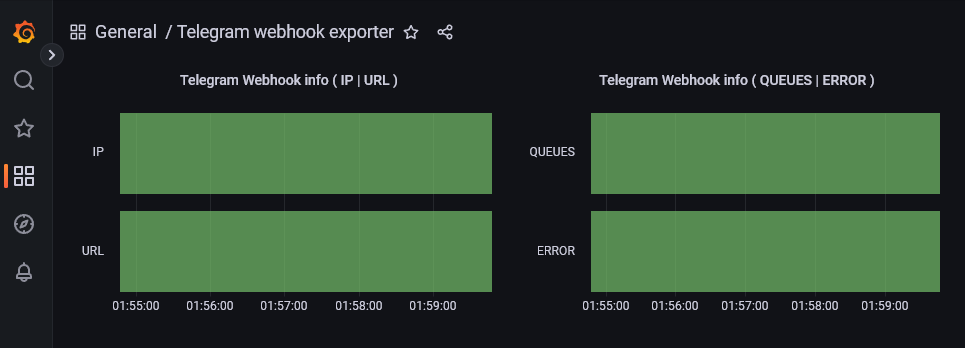 General / Telegram webhook exporter
Telegram Webhook info ( IP | URL )
IP
URL
01:55:00 01:56:00 01:57:00 01:58:00 01:59:00
Telegram Webhook info ( QUEUES | ERROR )
QUEUES
ERROR
01:55:00 01:56:00 01:57:00 01:58:00 01:59:00